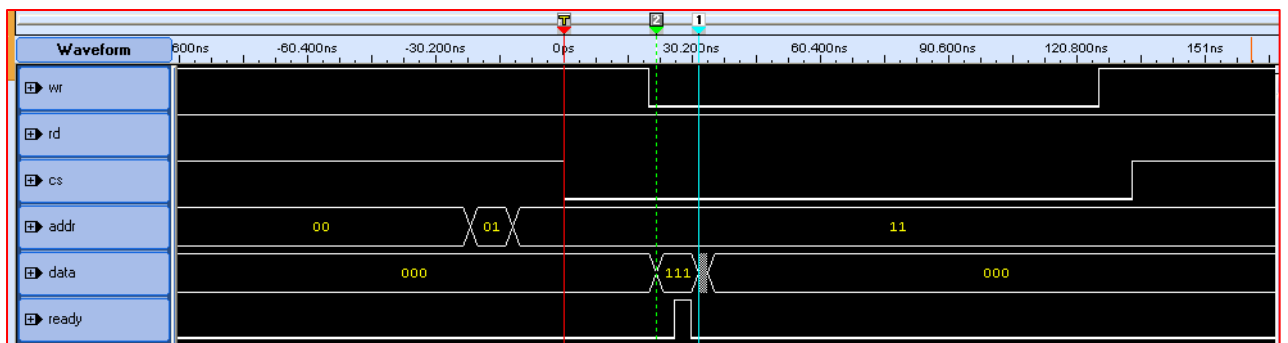 T 2 1
Waveform 600ns -60.400ns -30.200ns 0ps 30.200ns 60.400ns 90.600ns 120.800ns 151ns
wr
rd
cs
addr 00 01 11
data 000 111 000
ready